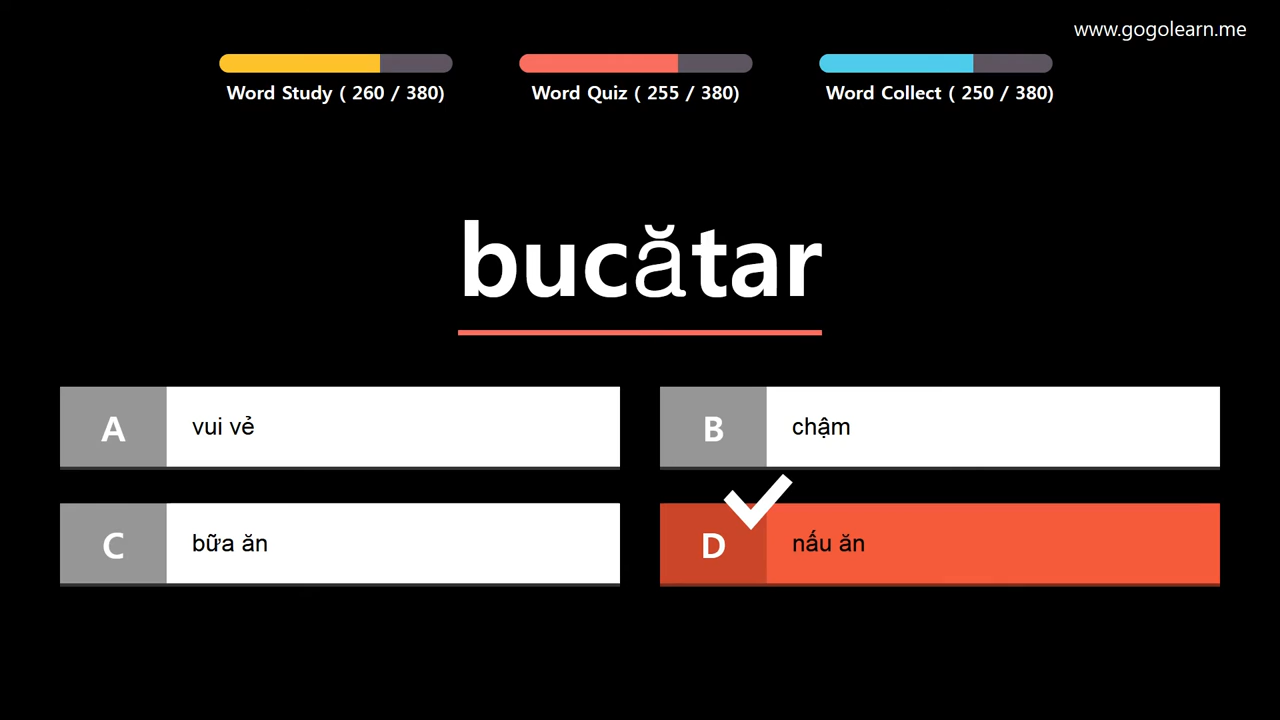 www.gogolearn.me
Word Study ( 260 / 380)
Word Quiz ( 255 / 380)
Word Collect ( 250 / 380)
bucătar
A vui vẻ
B chậm
C bữa ăn
D nấu ăn